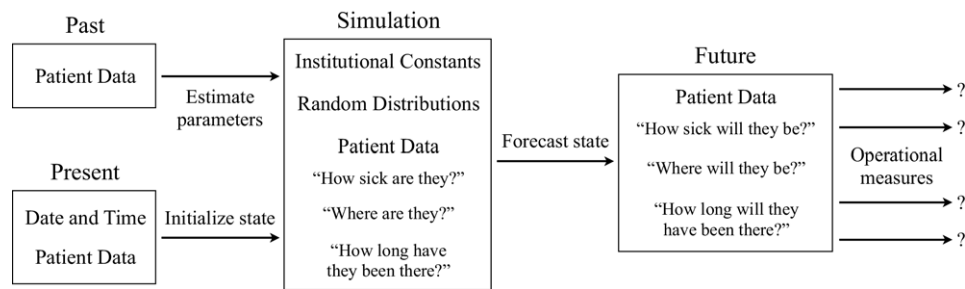 Past
Patient Data
Estimate
parameters
Present
Date and Time
Patient Data
Initialize state
Simulation
Institutional Constants
Random Distributions
Patient Data
“How sick are they?”
“Where are they?”
“How long have
they been there?”
Forecast state
Future
Patient Data
“How sick will they be?”
“Where will they be?”
“How long will they
have been there?”
?
?
Operational
measures
?
?